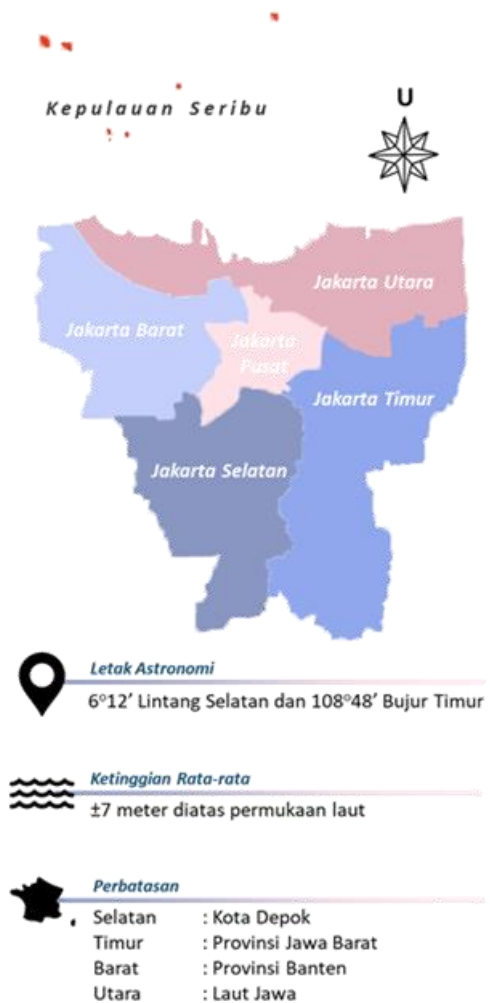 Kepulauan Seribu
U
Jakarta Utara
Jakarta Barat
Jakarta
Pusat
Jakarta Timur
Jakarta Selatan
Letak Astronomi
6°12' Lintang Selatan dan 108°48' Bujur Timur
Ketinggian Rata-rata
±7 meter diatas permukaan laut
Perbatasan
Selatan : Kota Depok
Timur : Provinsi Jawa Barat
Barat : Provinsi Banten
Utara : Laut Jawa